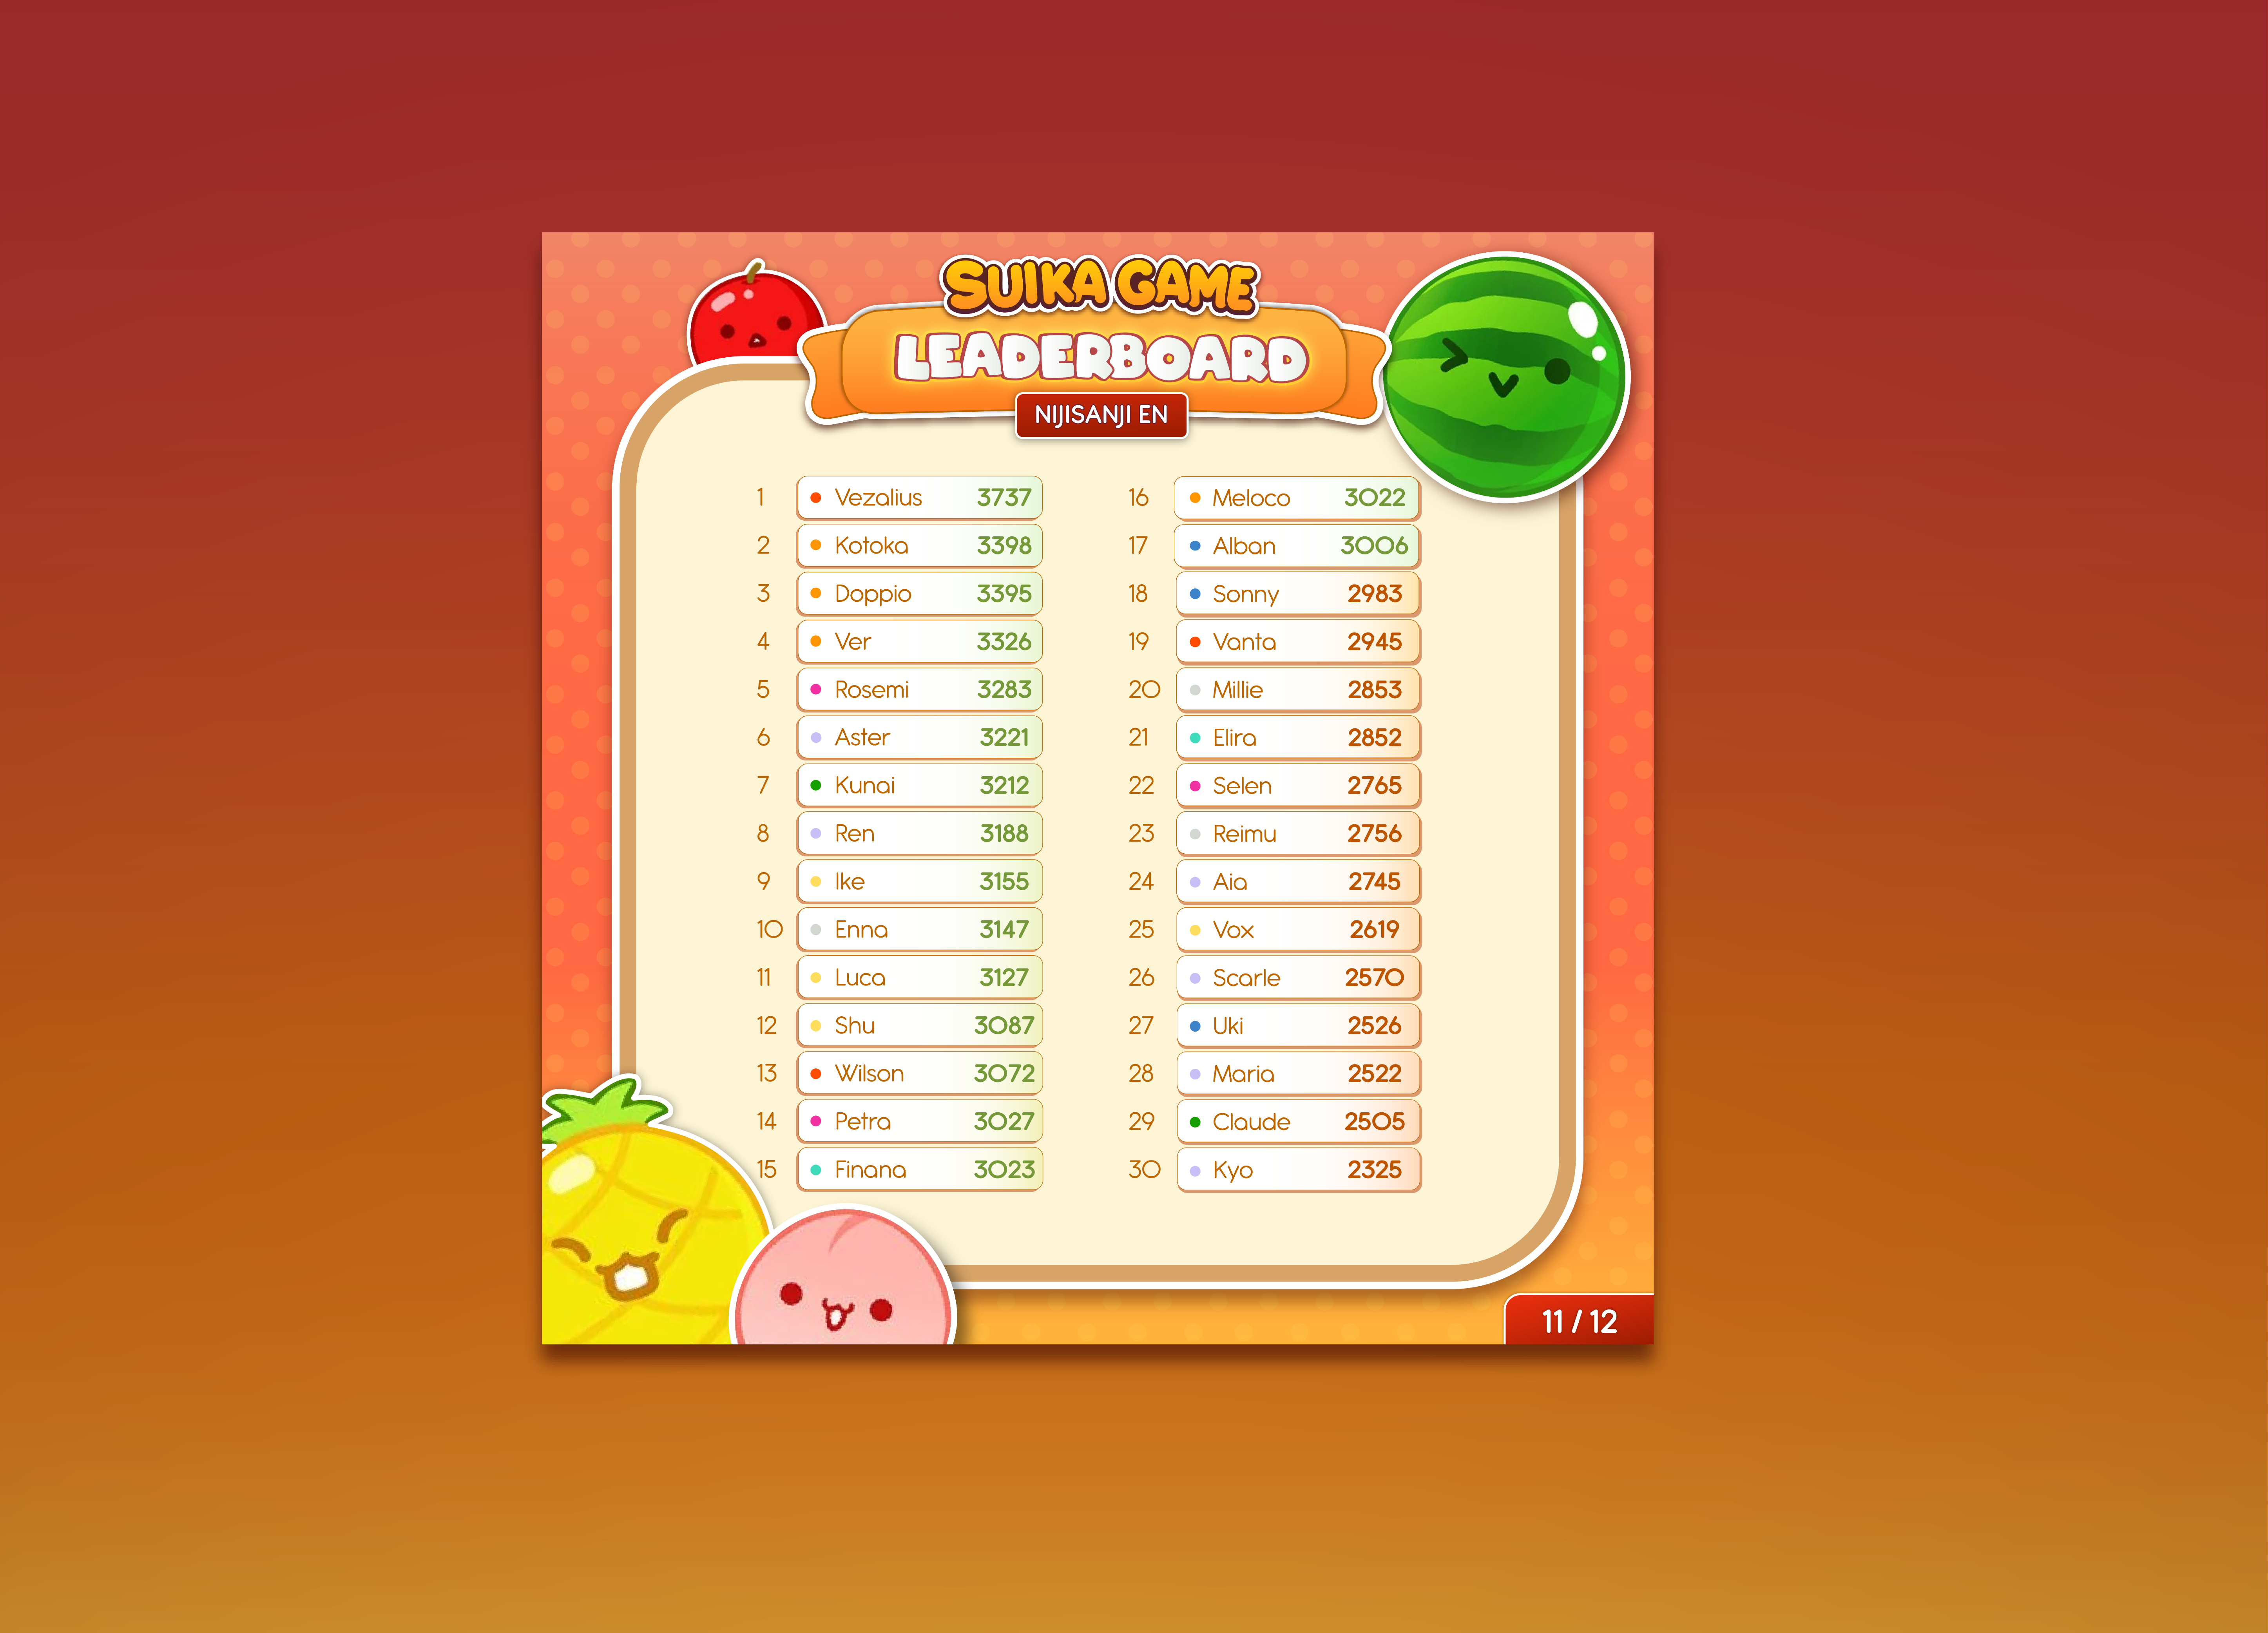 SUIKA GAME
LEADERBOARD
NIJISANJI EN
1 Vezalius 3737
2 Kotoka 3398
3 Doppio 3395
4 Ver 3326
5 Rosemi 3283
6 Aster 3221
7 Kunai 3212
8 Ren 3188
9 Ike 3155
10 Enna 3147
11 Luca 3127
12 Shu 3087
13 Wilson 3072
14 Petra 3027
15 Finana 3023
16 Meloco 3022
17 Alban 3006
18 Sonny 2983
19 Vanta 2945
20 Millie 2853
21 Elira 2852
22 Selen 2765
23 Reimu 2756
24 Aia 2745
25 Vox 2619
26 Scarle 2570
27 Uki 2526
28 Maria 2522
29 Claude 2505
30 Kyo 2325
11 / 12